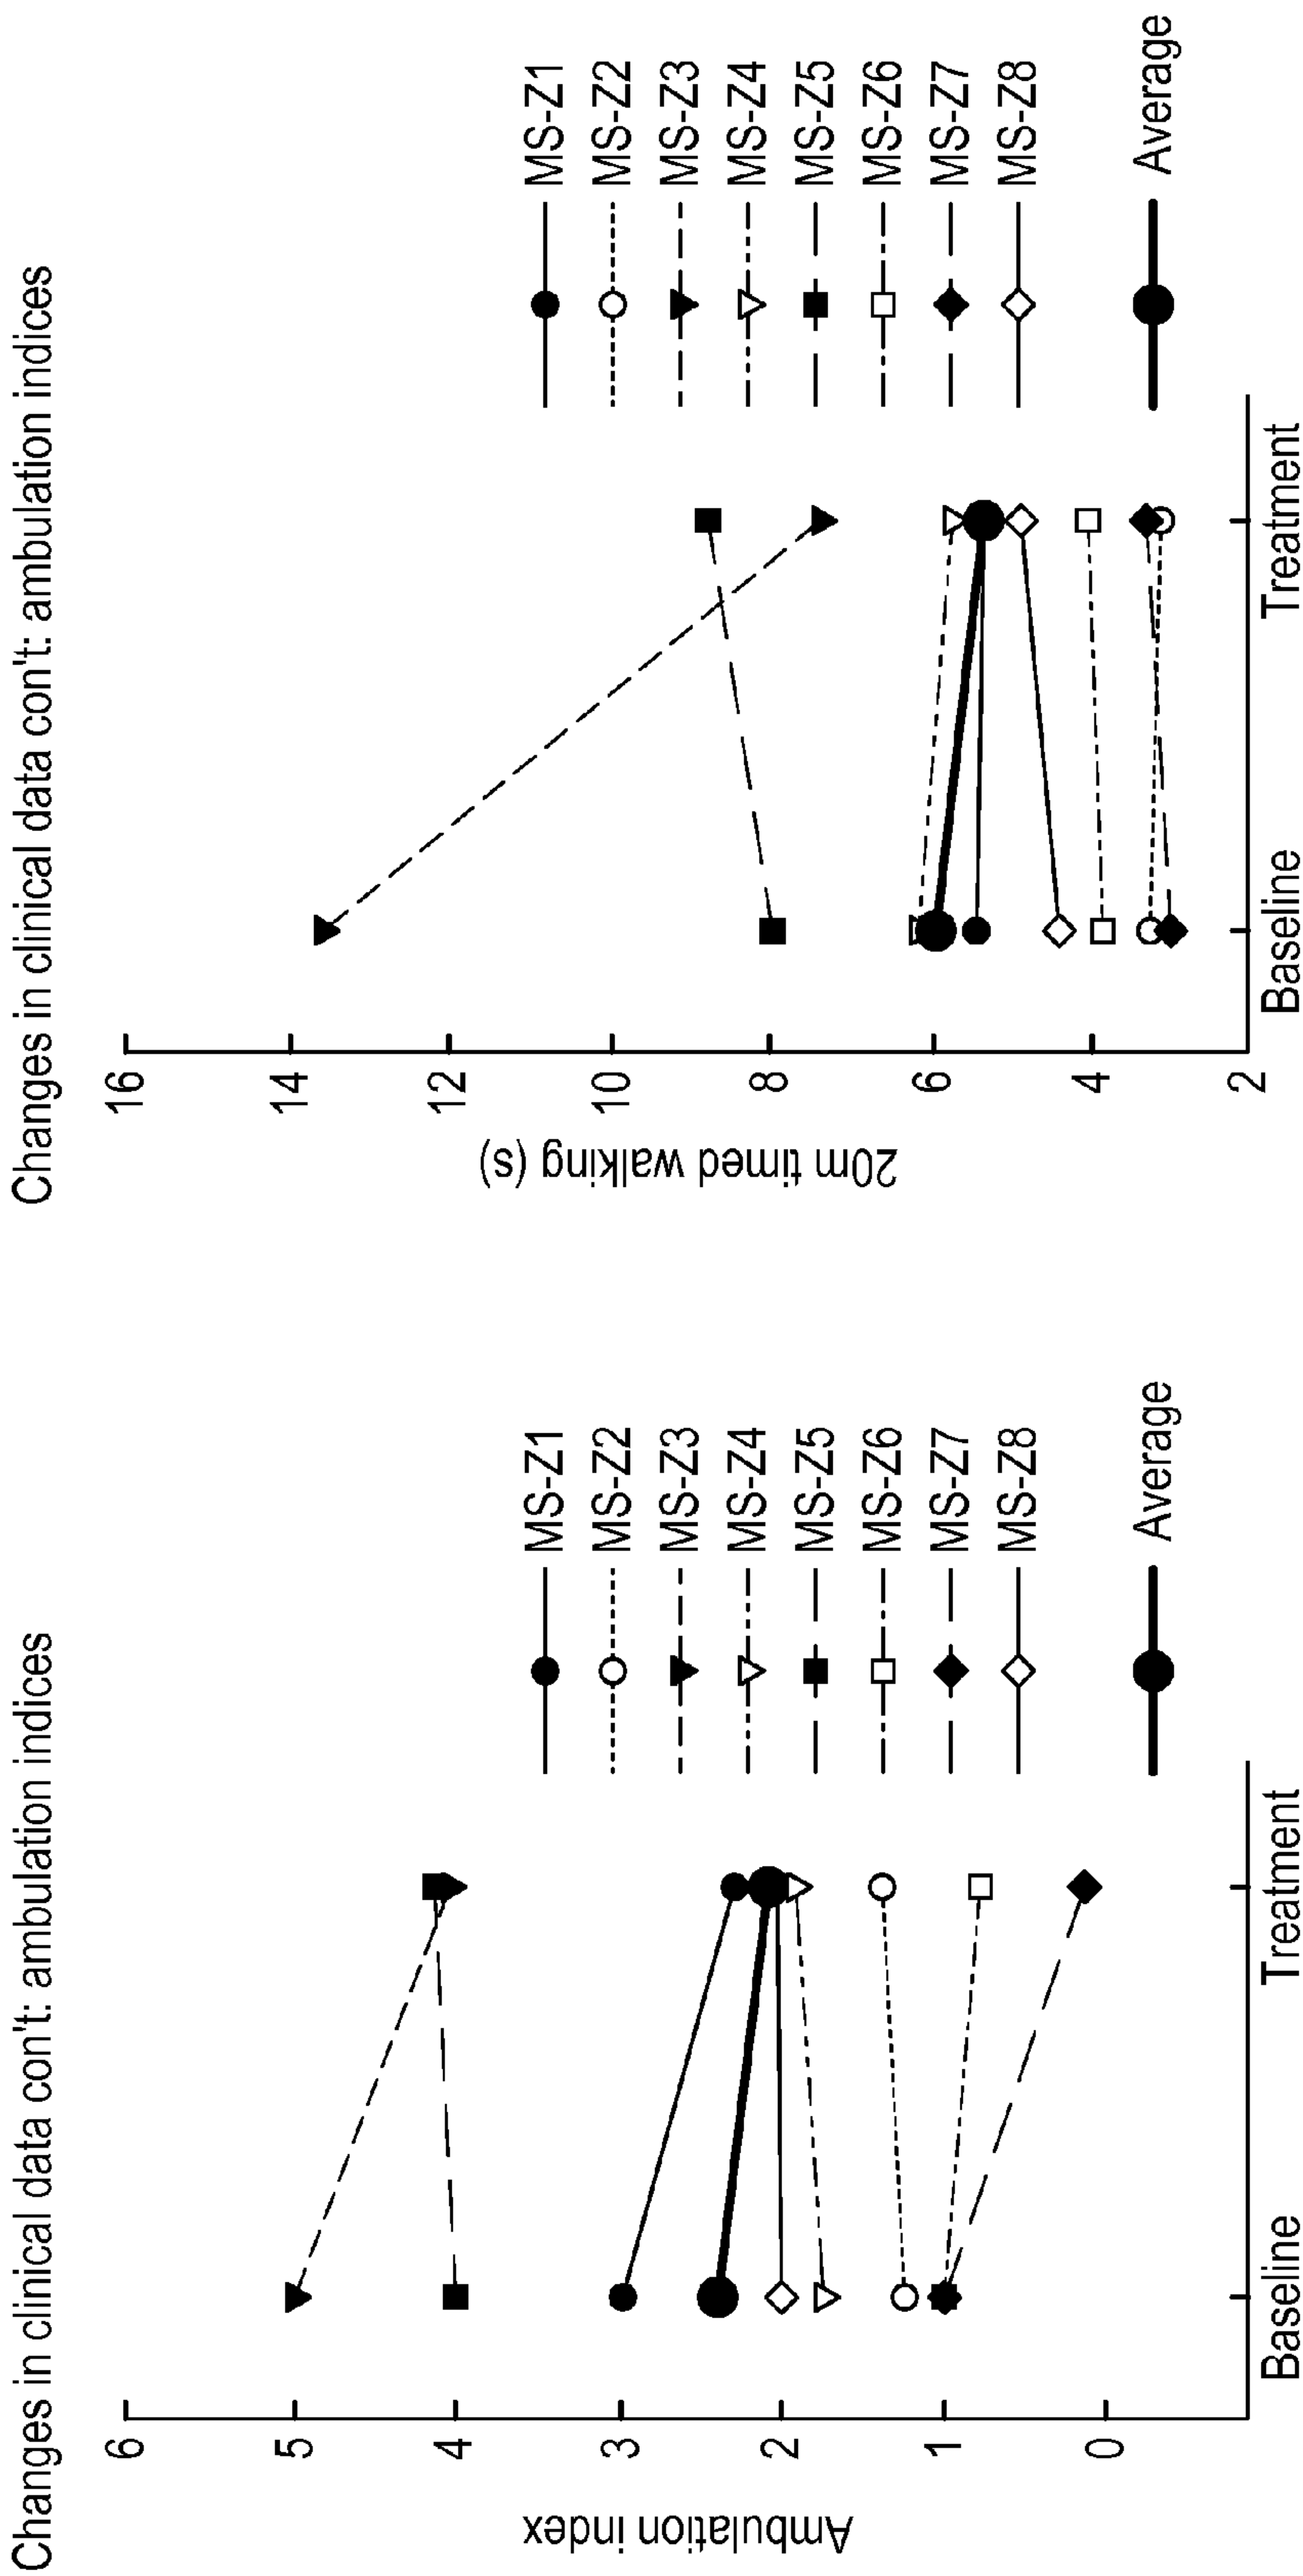 Changes in clinical data con't: ambulation indices
6
5
4
3
2
1
0
Ambulation index
Baseline
Treatment
MS-Z1
MS-Z2
MS-Z3
MS-Z4
MS-Z5
MS-Z6
MS-Z7
MS-Z8
Average
Changes in clinical data con't: ambulation indices
16
14
12
10
8
6
4
2
20m timed walking (s)
Baseline
Treatment
MS-Z1
MS-Z2
MS-Z3
MS-Z4
MS-Z5
MS-Z6
MS-Z7
MS-Z8
Average